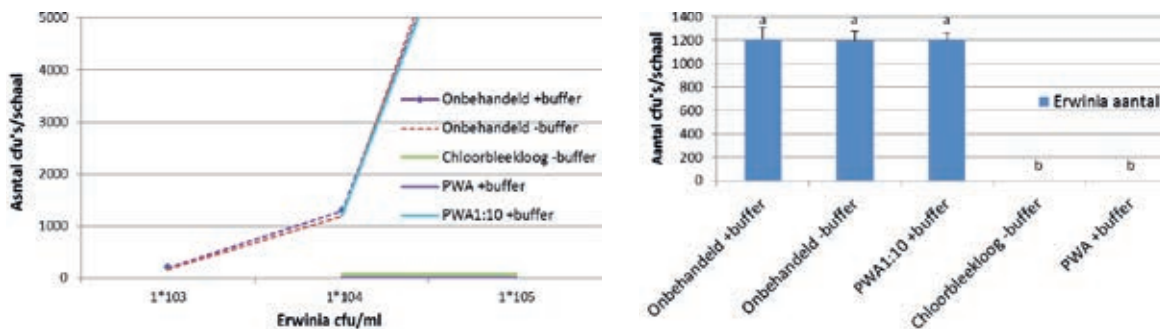 5000
4000
3000
2000
1000
0
Asntal cfu's/schaal
Onbehandeld +buffer
Onbehandeld -buffer
Chloorbleekloog -buffer
PWA +buffer
PWA1:10 +buffer
1*103
1*104
1*105
Erwinia cfu/ml
1400
1200
1000
800
600
400
200
0
Aantal cfu's/schaal
a
a
a
b
b
Erwinia aantal
Onbehandeld +buffer
Onbehandeld -buffer
PWA1:10 +buffer
Chloorbleekloog -buffer
PWA +buffer